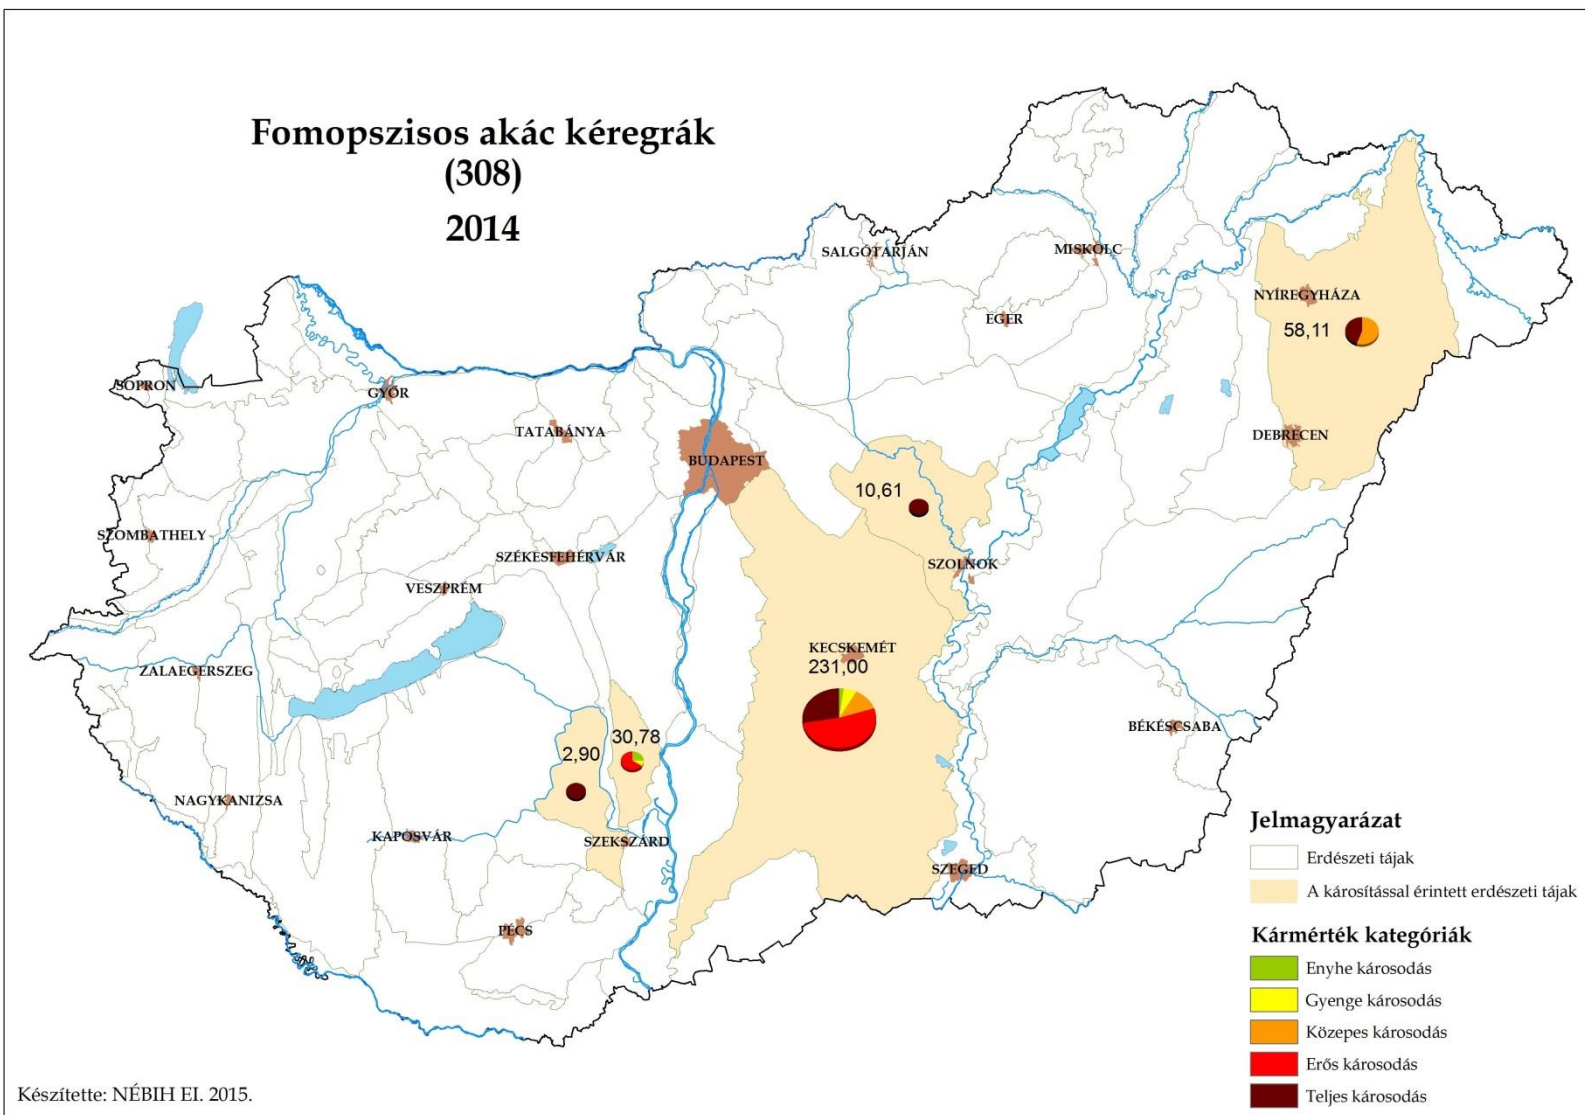 Fomopszisos akác kéregrák
(308)
2014
SALGÓTARJÁN
MISKOLC
NYÍREGYHÁZA
EGER
58,11
SOPRON
GYŐR
TATABÁNYA
DEBRECEN
BUDAPEST
10,61
SZOMBATHELY
SZÉKESFEHÉRVÁR
SZOLNOK
VESZPRÉM
KECSKEMÉT
231,00
ZALAEGERSZEG
BÉKÉSCSABA
30,78
2,90
NAGYKANIZSA
KAPOSVÁR
SZEKSZÁRD
SZEGED
PÉCS
Jelmagyarázat
Erdészeti tájak
A károsítással érintett erdészeti tájak
Kármérték kategóriák
Enyhe károsodás
Gyenge károsodás
Közepes károsodás
Erős károsodás
Teljes károsodás
Készítette: NÉBIH EI. 2015.